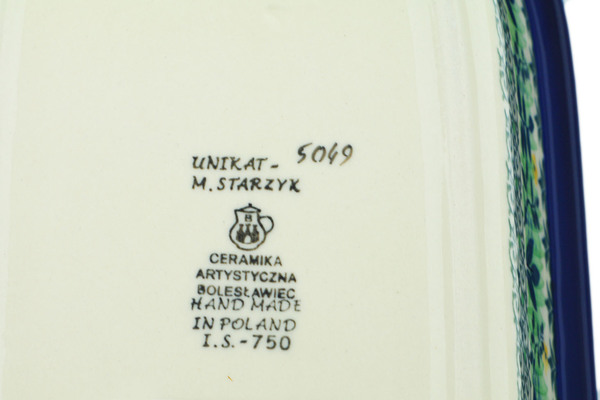 UNIKAT- 5049
M. STARZYK
B
CERAMIKA
ARTYSTYCZNA
BOLESŁAWIEC
HAND MADE
IN POLAND
I.S.-750